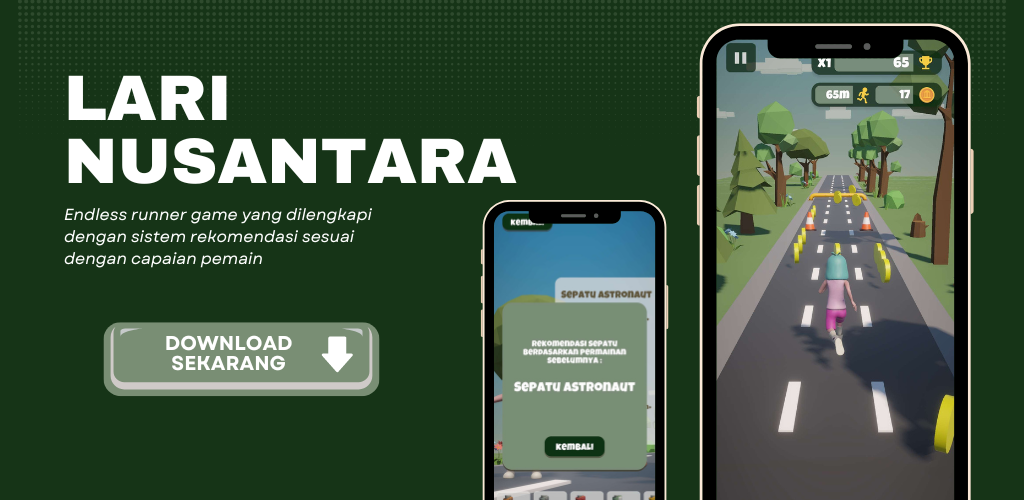 LARI
NUSANTARA
Endless runner game yang dilengkapi
dengan sistem rekomendasi sesuai
dengan capaian pemain
DOWNLOAD
SEKARANG
SEPATU ASTRONAUT
REKOMENDASI SEPATU
BERDASARKAN PERMAINAN
SEBELUMNYA :
SEPATU ASTRONAUT
KEMBALI
X1 65
65m 17